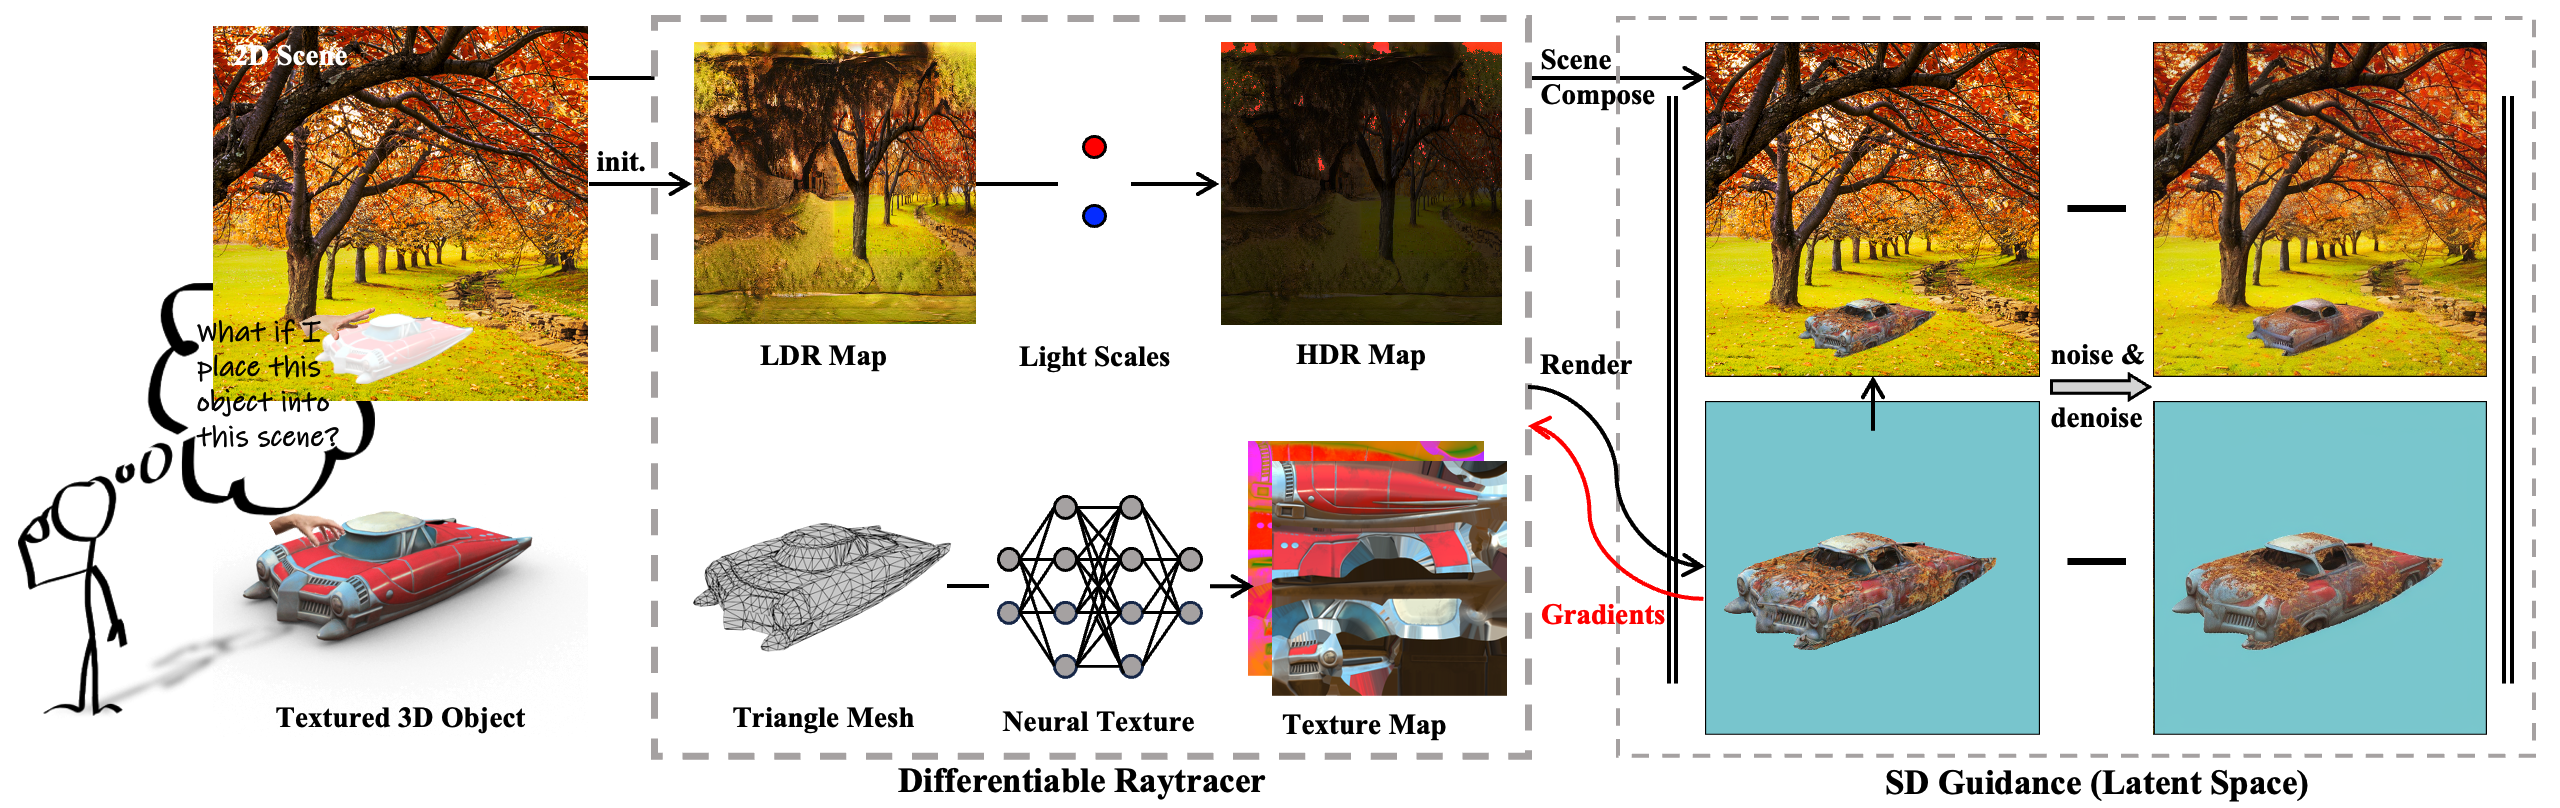 2D Scene
What if I
place this
object into
this scene?
Textured 3D Object
init.
LDR Map
Light Scales
HDR Map
Triangle Mesh
Neural Texture
Texture Map
Differentiable Raytracer
Scene
Compose
Render
Gradients
noise &
denoise
SD Guidance (Latent Space)